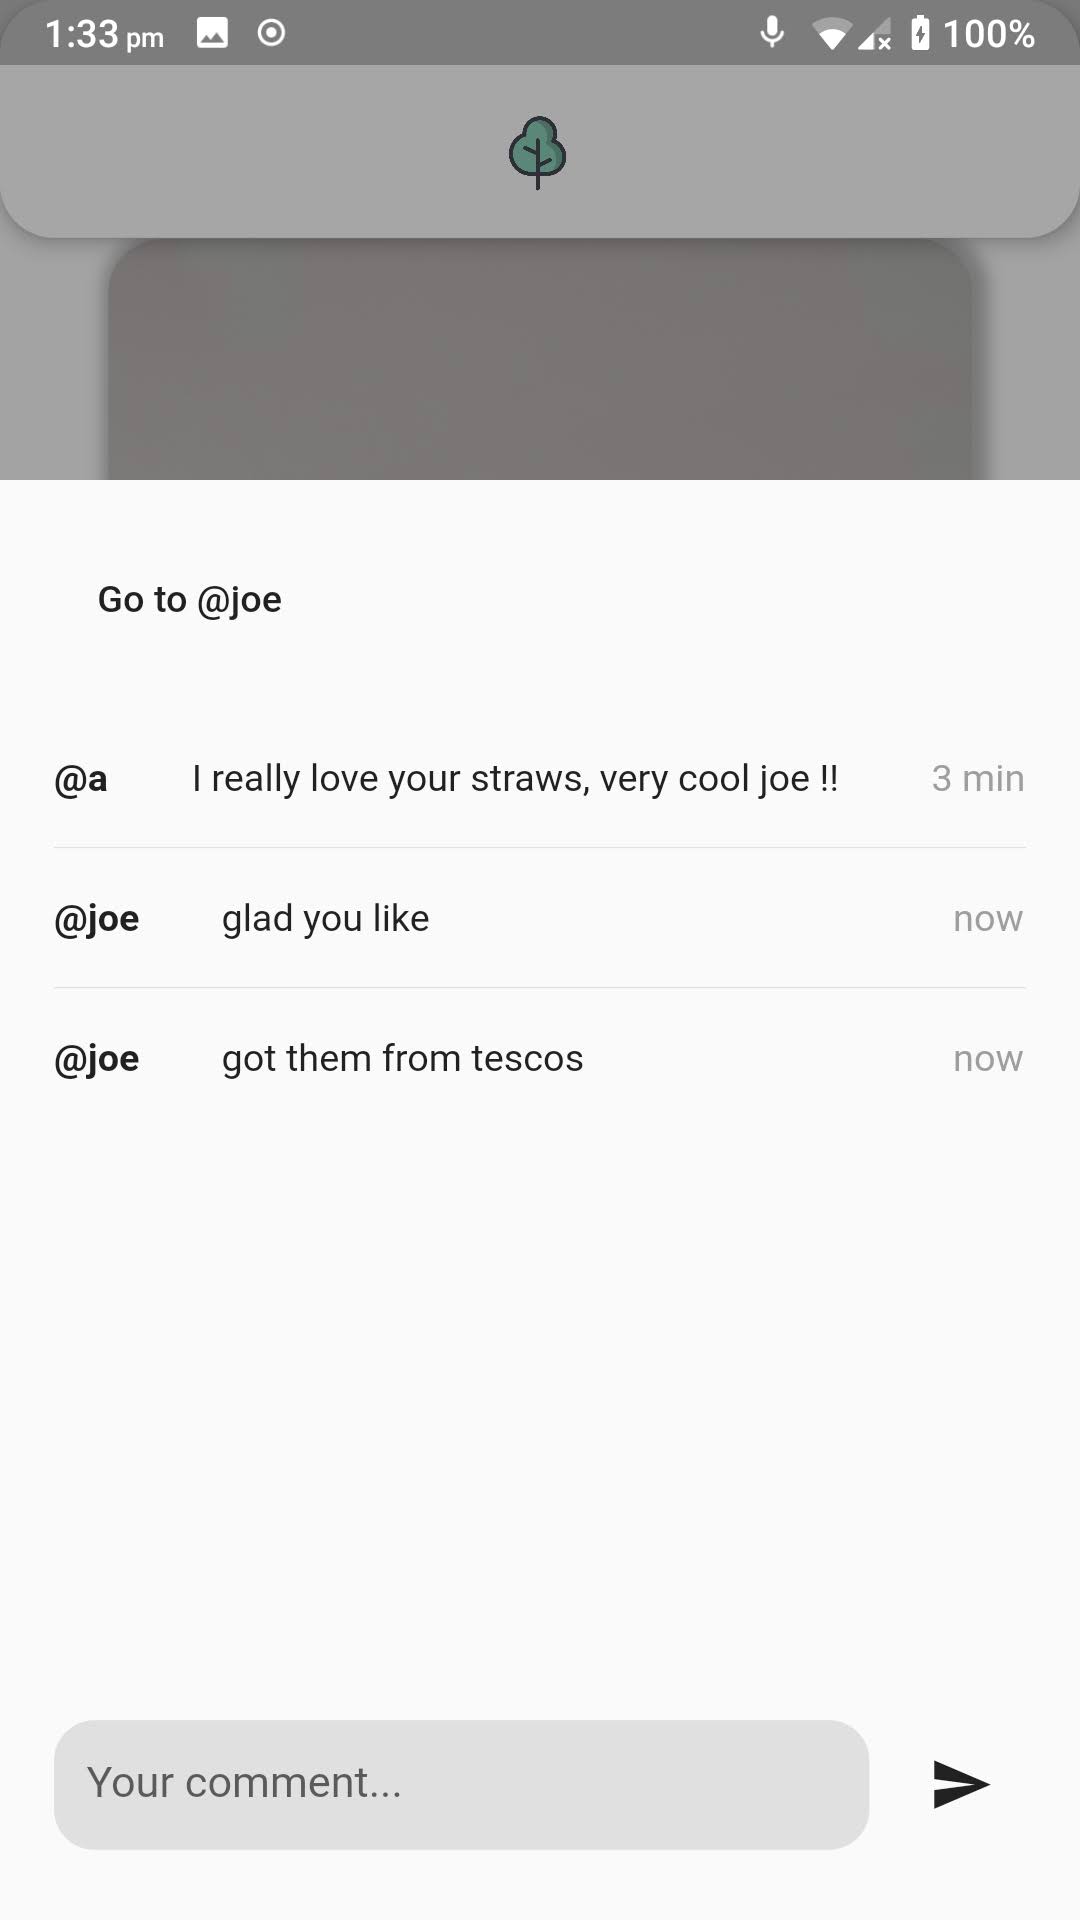 1:33 pm 100%
Go to @joe
@a I really love your straws, very cool joe !! 3 min
@joe glad you like now
@joe got them from tescos now
Your comment...